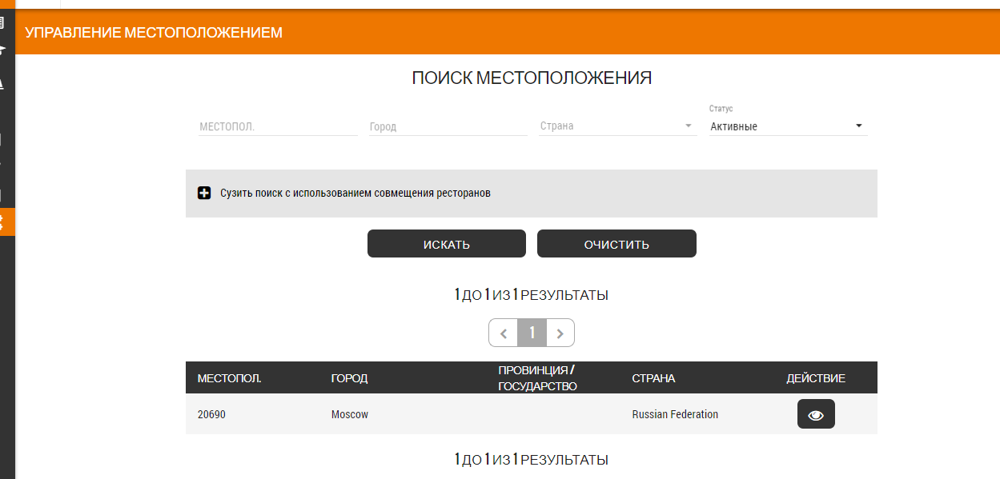 УПРАВЛЕНИЕ МЕСТОПОЛОЖЕНИЕМ
ПОИСК МЕСТОПОЛОЖЕНИЯ
Статус
МЕСТОПОЛ. Город Страна Активные
Сузить поиск с использованием совмещения ресторанов
ИСКАТЬ ОЧИСТИТЬ
1 ДО 1 ИЗ 1 РЕЗУЛЬТАТЫ
1
МЕСТОПОЛ. ГОРОД ПРОВИНЦИЯ / ГОСУДАРСТВО СТРАНА ДЕЙСТВИЕ
20690 Moscow Russian Federation
1 ДО 1 ИЗ 1 РЕЗУЛЬТАТЫ